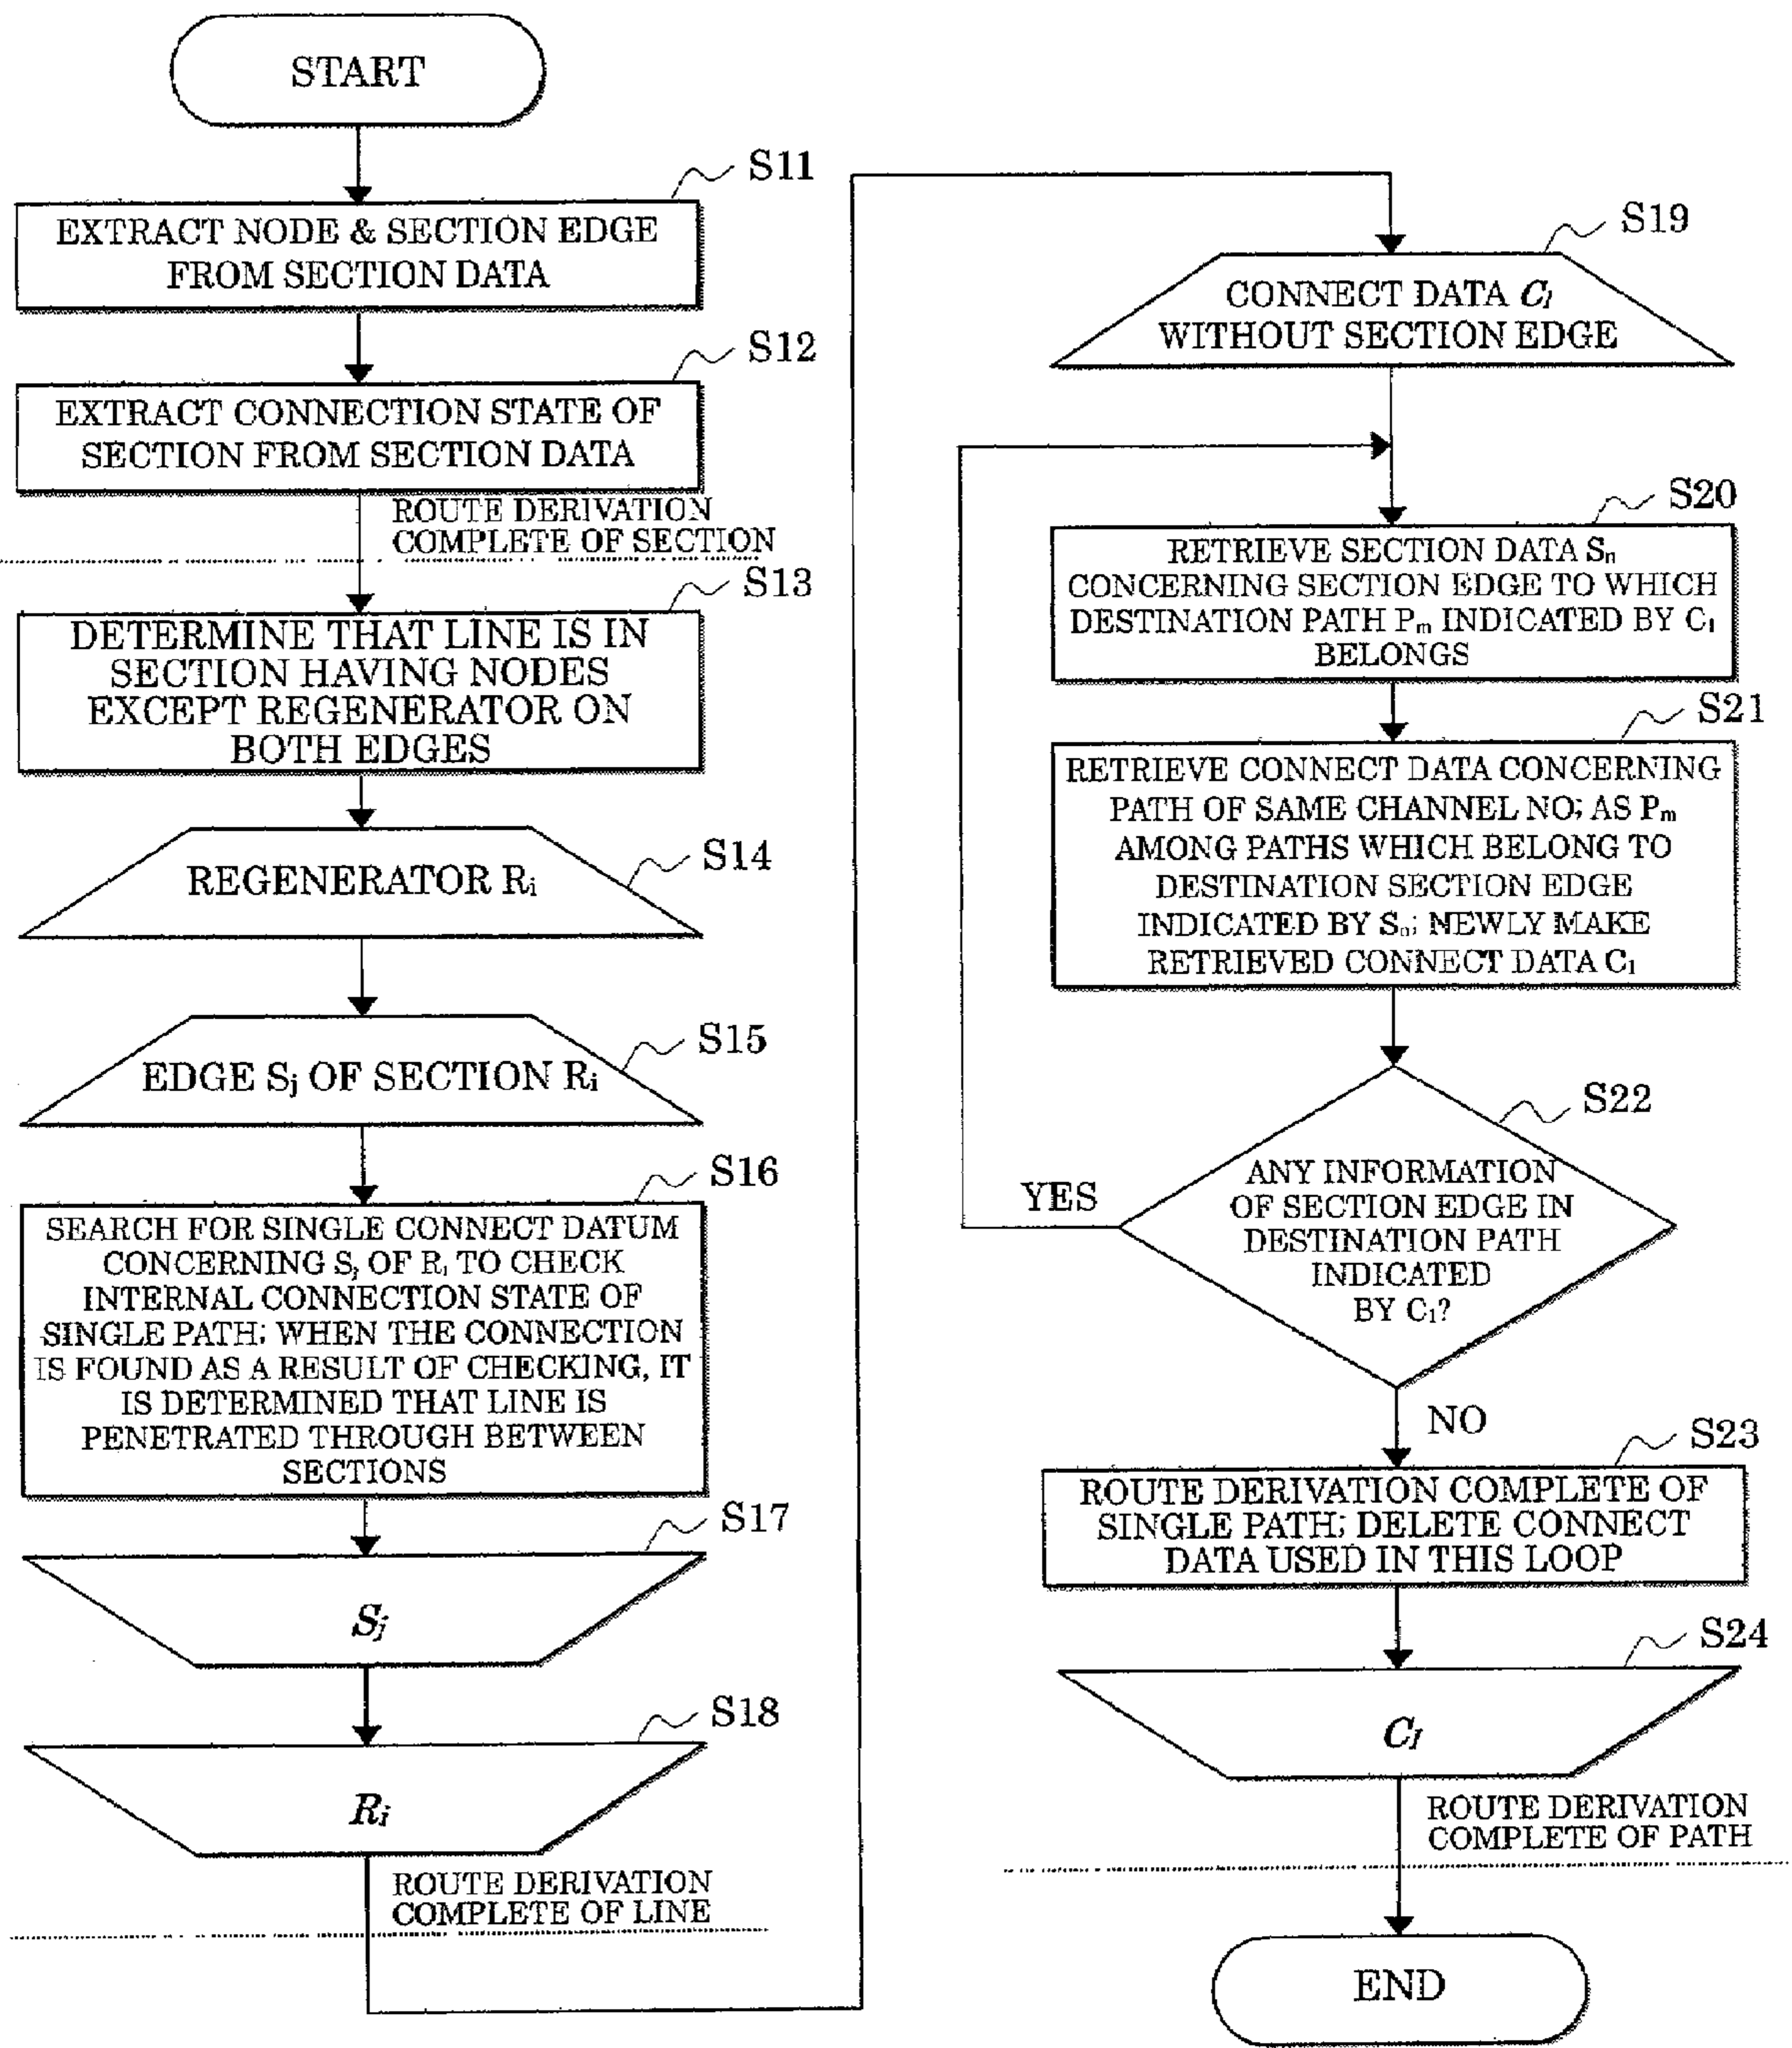 START
S11
EXTRACT NODE & SECTION EDGE
FROM SECTION DATA
S12
EXTRACT CONNECTION STATE OF
SECTION FROM SECTION DATA
ROUTE DERIVATION
COMPLETE OF SECTION
S13
DETERMINE THAT LINE IS IN
SECTION HAVING NODES
EXCEPT REGENERATOR ON
BOTH EDGES
S14
REGENERATOR Ri
S15
EDGE Sj OF SECTION Ri
S16
SEARCH FOR SINGLE CONNECT DATUM
CONCERNING Sj OF Ri TO CHECK
INTERNAL CONNECTION STATE OF
SINGLE PATH; WHEN THE CONNECTION
IS FOUND AS A RESULT OF CHECKING, IT
IS DETERMINED THAT LINE IS
PENETRATED THROUGH BETWEEN
SECTIONS
S17
Sj
S18
Ri
ROUTE DERIVATION
COMPLETE OF LINE
S19
CONNECT DATA Cl
WITHOUT SECTION EDGE
S20
RETRIEVE SECTION DATA Sn
CONCERNING SECTION EDGE TO WHICH
DESTINATION PATH Pm INDICATED BY Cl
BELONGS
S21
RETRIEVE CONNECT DATA CONCERNING
PATH OF SAME CHANNEL NO; AS Pm
AMONG PATHS WHICH BELONG TO
DESTINATION SECTION EDGE
INDICATED BY Sn; NEWLY MAKE
RETRIEVED CONNECT DATA Cl
S22
ANY INFORMATION
OF SECTION EDGE IN
DESTINATION PATH
INDICATED
BY Cl?
YES
NO
S23
ROUTE DERIVATION COMPLETE OF
SINGLE PATH; DELETE CONNECT
DATA USED IN THIS LOOP
S24
Cl
ROUTE DERIVATION
COMPLETE OF PATH
END